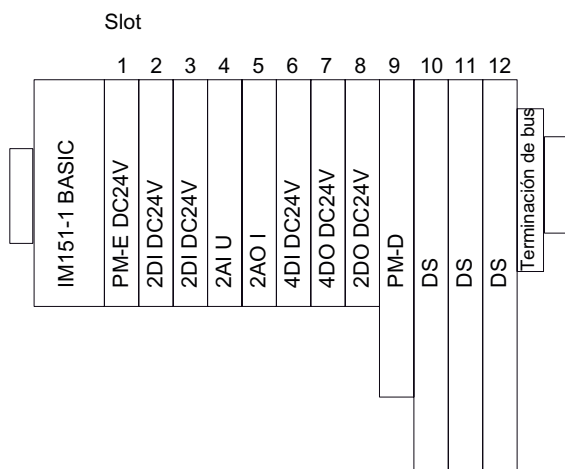 Slot
1 2 3 4 5 6 7 8 9 10 11 12
IM151-1 BASIC
PM-E DC24V
2DI DC24V
2DI DC24V
2AI U
2AO I
4DI DC24V
4DO DC24V
2DO DC24V
PM-D
DS
DS
DS
Terminación de bus